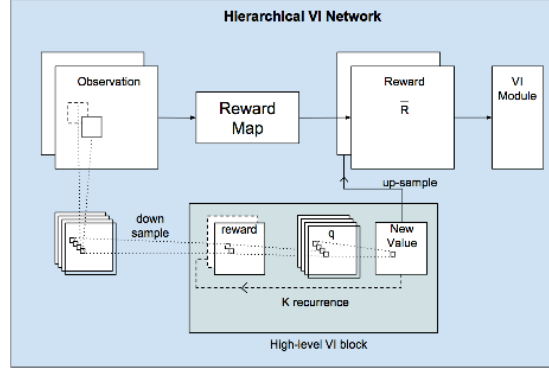 Hierarchical VI Network
Observation
Reward
Map
Reward
R
VI
Module
up-sample
down
sample
reward
q
New
Value
K recurrence
High-level VI block